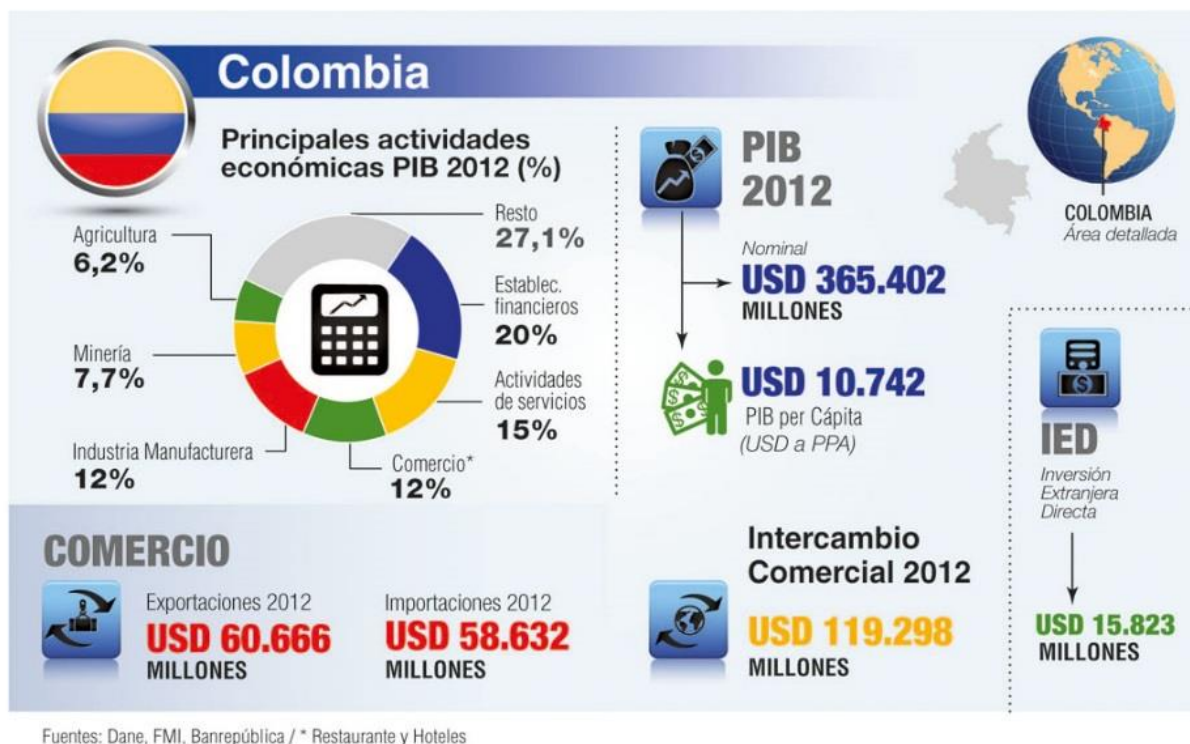 Colombia
Principales actividades
económicas PIB 2012 (%)
Resto
27,1%
Establec.
financieros
20%
Actividades
de servicios
15%
Comercio*
12%
Industria Manufacturera
12%
Minería
7,7%
Agricultura
6,2%
PIB
2012
Nominal
USD 365.402
MILLONES
USD 10.742
PIB per Cápita
(USD a PPA)
COLOMBIA
Área detallada
IED
Inversión
Extranjera
Directa
USD 15.823
MILLONES
COMERCIO
Exportaciones 2012
USD 60.666
MILLONES
Importaciones 2012
USD 58.632
MILLONES
Intercambio
Comercial 2012
USD 119.298
MILLONES
Fuentes: Dane, FMI, Banrepública / * Restaurante y Hoteles